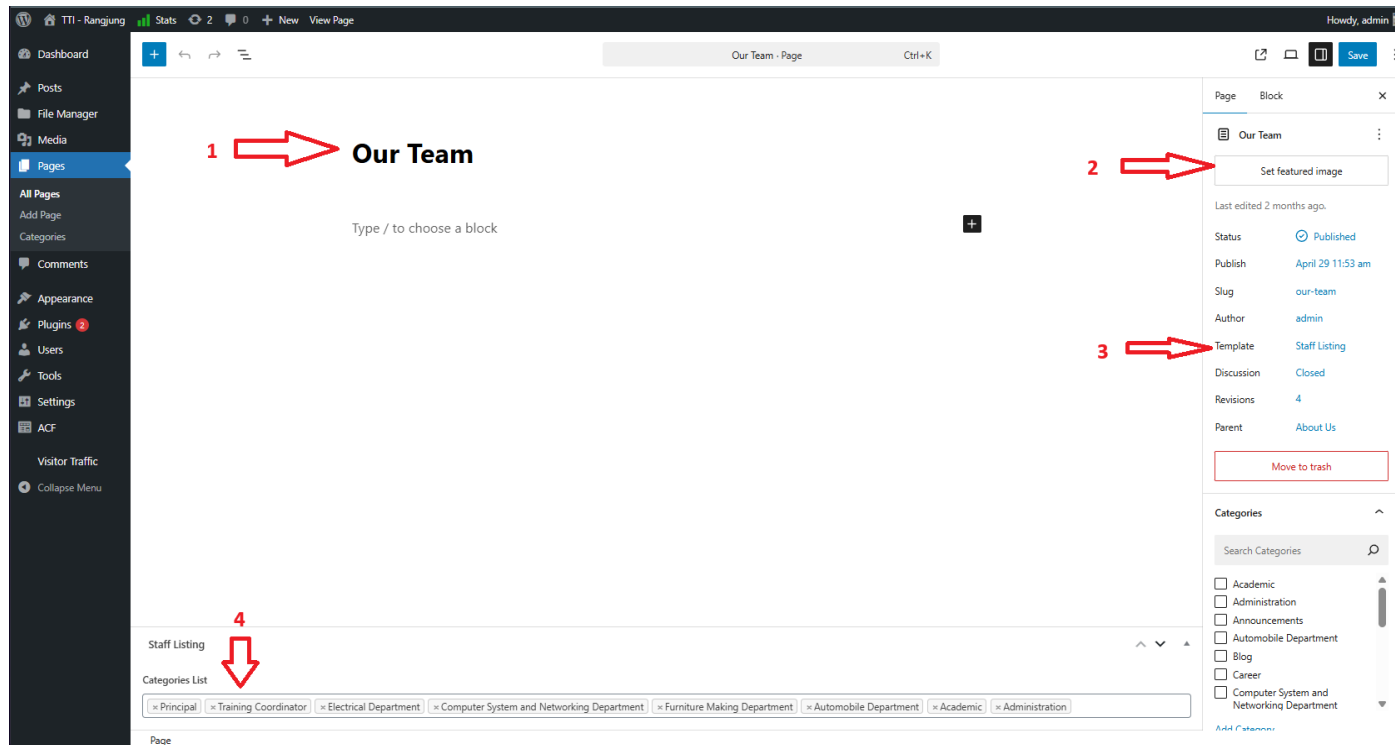 TTI - Rangjung Stats 2 0 New View Page Howdy, admin
Dashboard
Posts
File Manager
Media
Pages
All Pages
Add Page
Categories
Comments
Appearance
Plugins 2
Users
Tools
Settings
ACF
Visitor Traffic
Collapse Menu
Our Team · Page Ctrl+K
Save
1
Our Team
Type / to choose a block
2
3
4
Staff Listing
Categories List
× Principal × Training Coordinator × Electrical Department × Computer System and Networking Department × Furniture Making Department × Automobile Department × Academic × Administration
Page
Page Block
Our Team
Set featured image
Last edited 2 months ago.
Status Published
Publish April 29 11:53 am
Slug our-team
Author admin
Template Staff Listing
Discussion Closed
Revisions 4
Parent About Us
Move to trash
Categories
Search Categories
Academic
Administration
Announcements
Automobile Department
Blog
Career
Computer System and
Networking Department
Add Category